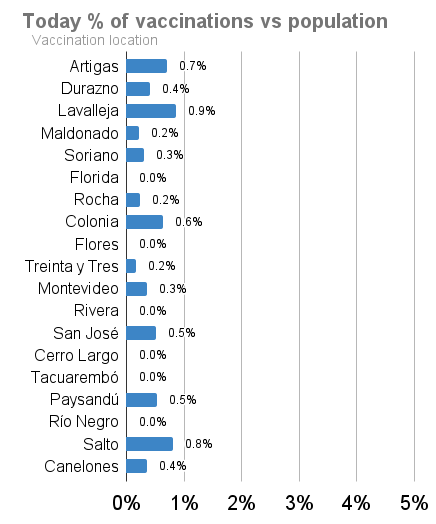 Today % of vaccinations vs population
Vaccination location
Artigas 0.7%
Durazno 0.4%
Lavalleja 0.9%
Maldonado 0.2%
Soriano 0.3%
Florida 0.0%
Rocha 0.2%
Colonia 0.6%
Flores 0.0%
Treinta y Tres 0.2%
Montevideo 0.3%
Rivera 0.0%
San José 0.5%
Cerro Largo 0.0%
Tacuarembó 0.0%
Paysandú 0.5%
Río Negro 0.0%
Salto 0.8%
Canelones 0.4%
0% 1% 2% 3% 4% 5%